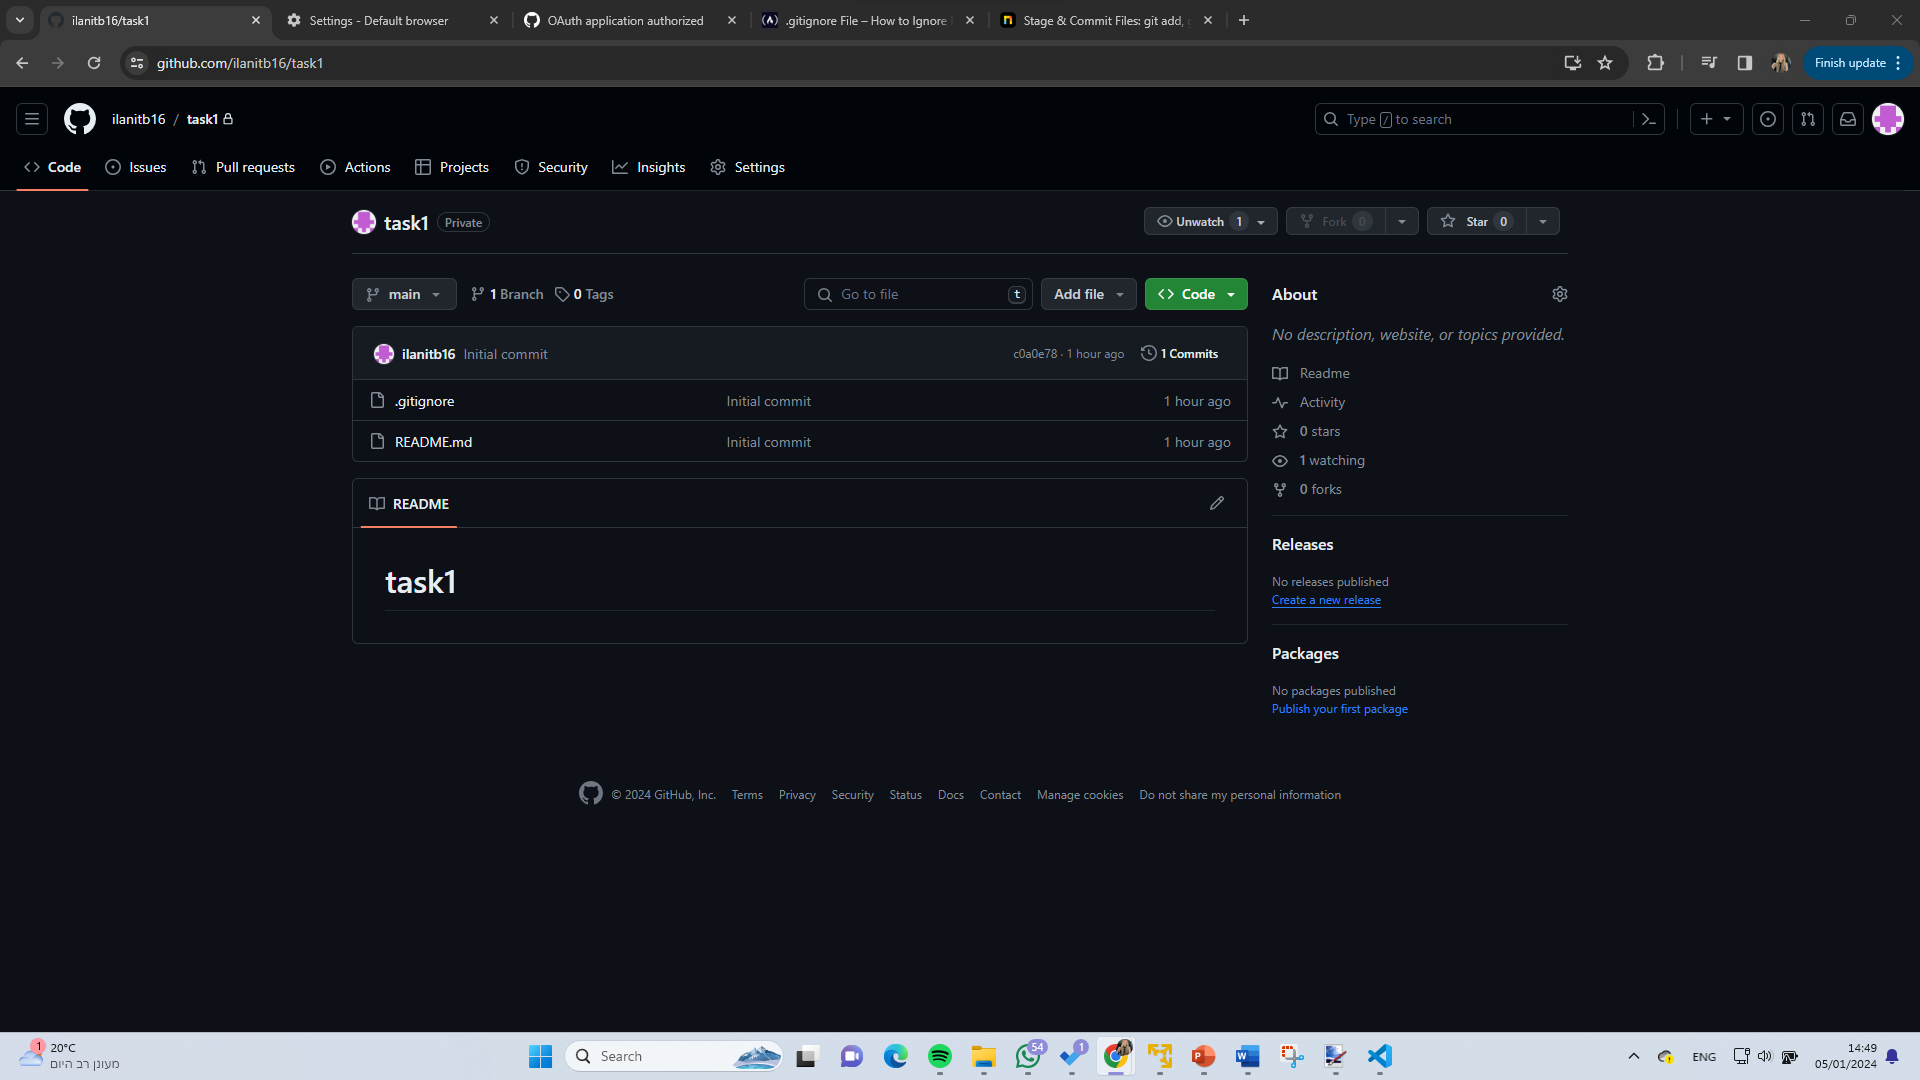 ilanitb16/task1
Settings - Default browser
OAuth application authorized
.gitignore File – How to Ignore
Stage & Commit Files: git add,
github.com/ilanitb16/task1
Finish update
ilanitb16 / task1
Type / to search
Code
Issues
Pull requests
Actions
Projects
Security
Insights
Settings
task1 Private
Unwatch 1
Fork 0
Star 0
main
1 Branch
0 Tags
Go to file
t
Add file
Code
ilanitb16 Initial commit
c0a0e78 · 1 hour ago
1 Commits
.gitignore
Initial commit
1 hour ago
README.md
Initial commit
1 hour ago
README
task1
About
No description, website, or topics provided.
Readme
Activity
0 stars
1 watching
0 forks
Releases
No releases published
Create a new release
Packages
No packages published
Publish your first package
© 2024 GitHub, Inc.
Terms
Privacy
Security
Status
Docs
Contact
Manage cookies
Do not share my personal information
1
20°C
מעונן רב היום
Search
54
1
ENG
14:49
05/01/2024